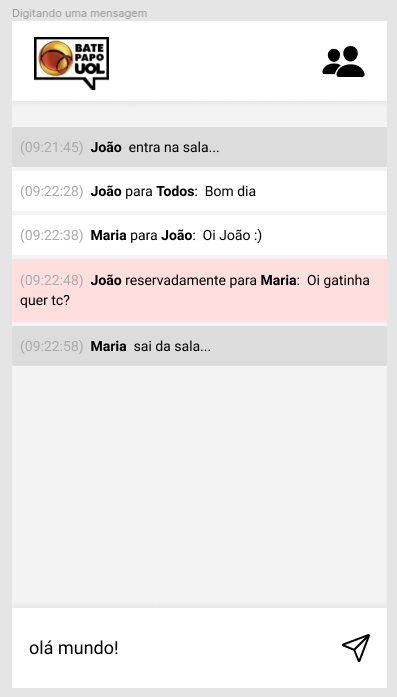 Digitando uma mensagem
BATE
PAPO
UOL
(09:21:45) João entra na sala...
(09:22:28) João para Todos: Bom dia
(09:22:38) Maria para João: Oi João :)
(09:22:48) João reservadamente para Maria: Oi gatinha
quer tc?
(09:22:58) Maria sai da sala...
olá mundo!